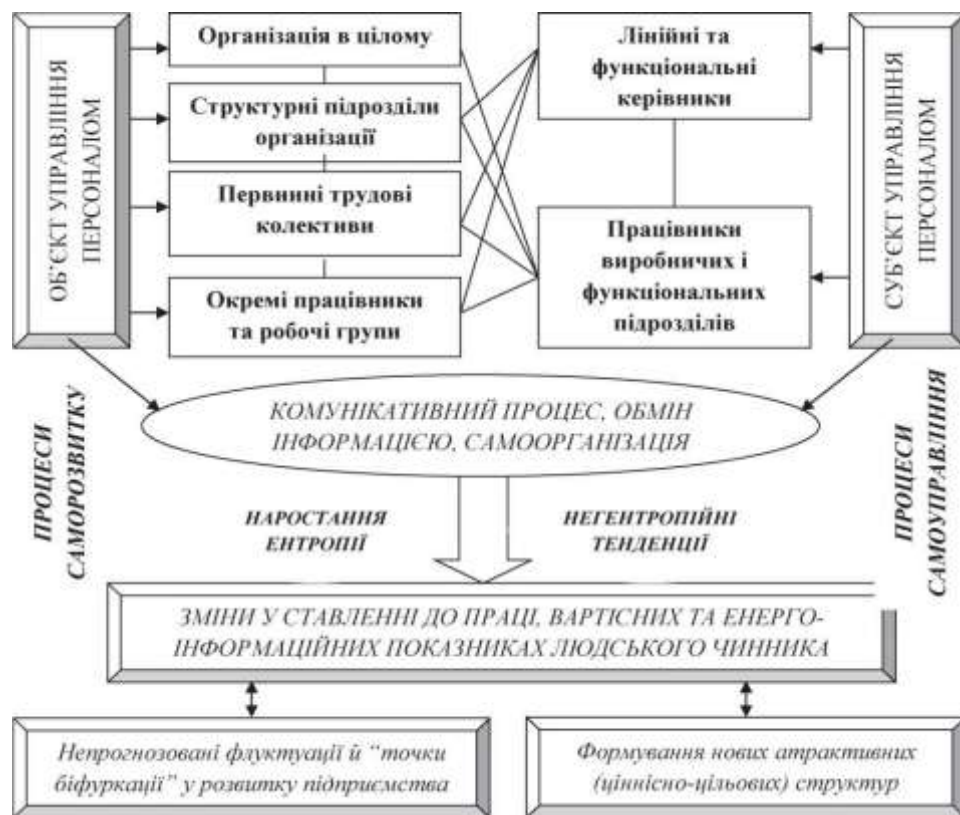 ОБ’ЄКТ УПРАВЛІННЯ
ПЕРСОНАЛОМ
Організація в цілому
Структурні підрозділи
організації
Первинні трудові
колективи
Окремі працівники
та робочі групи
Лінійні та
функціональні
керівники
Працівники
виробничих і
функціональних
підрозділів
СУБ’ЄКТ УПРАВЛІННЯ
ПЕРСОНАЛОМ
ПРОЦЕСИ
САМОРОЗВИТКУ
КОМУНІКАТИВНИЙ ПРОЦЕС, ОБМІН
ІНФОРМАЦІЄЮ, САМООРГАНІЗАЦІЯ
ПРОЦЕСИ
САМОУПРАВЛІННЯ
НАРОСТАННЯ
ЕНТРОПІЇ
НЕГЕНТРОПІЙНІ
ТЕНДЕНЦІЇ
ЗМІНИ У СТАВЛЕННІ ДО ПРАЦІ, ВАРТІСНИХ ТА ЕНЕРГО-
ІНФОРМАЦІЙНИХ ПОКАЗНИКАХ ЛЮДСЬКОГО ЧИННИКА
Непрогнозовані флуктуації й “точки
біфуркації” у розвитку підприємства
Формування нових атрактивних
(ціннісно-цільових) структур